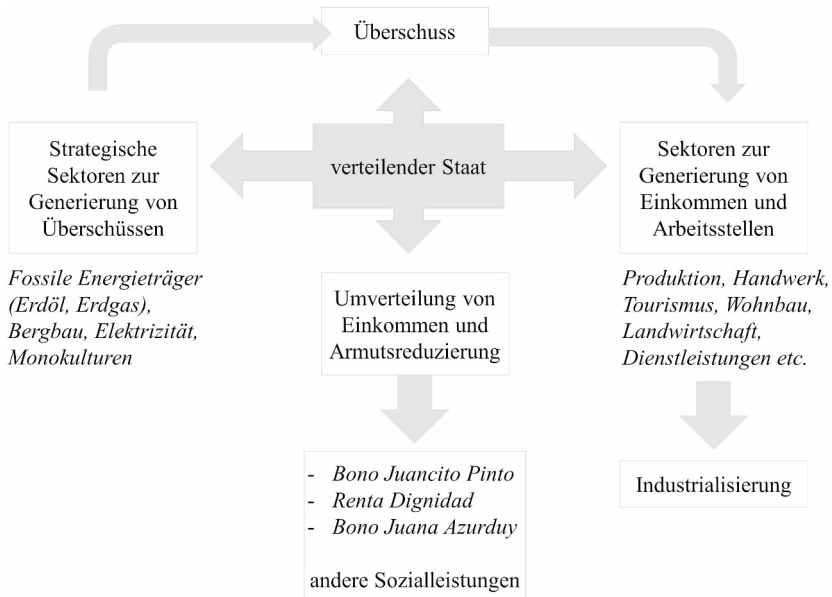 Überschuss
Strategische
Sektoren zur
Generierung von
Überschüssen
verteilender Staat
Sektoren zur
Generierung von
Einkommen und
Arbeitsstellen
Fossile Energieträger
(Erdöl, Erdgas),
Bergbau, Elektrizität,
Monokulturen
Umverteilung von
Einkommen und
Armutsreduzierung
Produktion, Handwerk,
Tourismus, Wohnbau,
Landwirtschaft,
Dienstleistungen etc.
- Bono Juancito Pinto
- Renta Dignidad
- Bono Juana Azurduy
andere Sozialleistungen
Industrialisierung